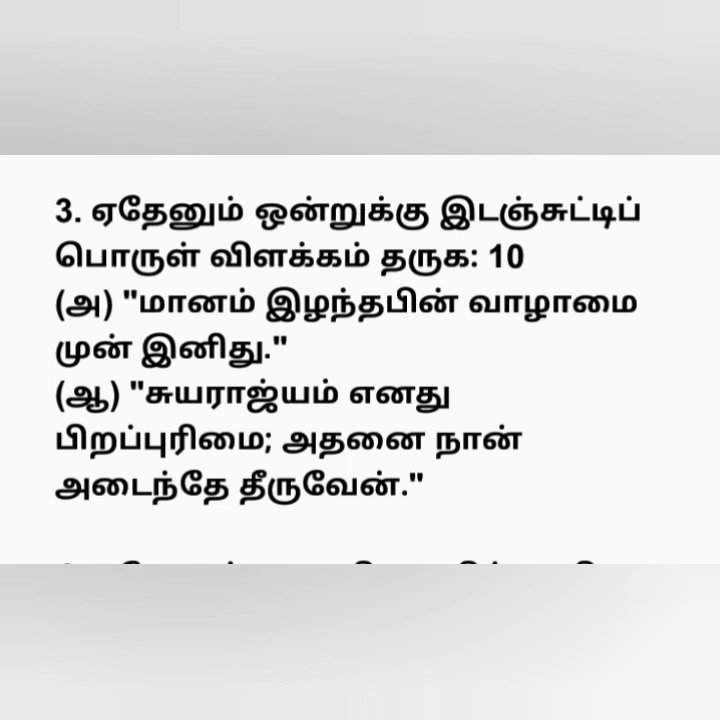 3. ஏதேனும் ஒன்றுக்கு இடஞ்சுட்டிப்
பொருள் விளக்கம் தருக: 10
(அ) "மானம் இழந்தபின் வாழாமை
முன் இனிது."
(ஆ) "சுயராஜ்யம் எனது
பிறப்புரிமை; அதனை நான்
அடைந்தே தீருவேன்."